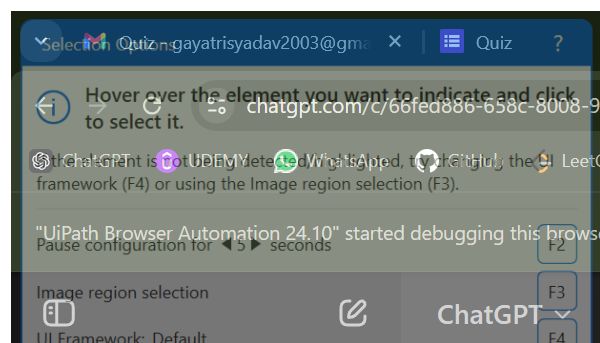 Selection Options
Quiz - gayatrisyadav2003@gma
Quiz
?
Hover over the element you want to indicate and click
to select it.
chatgpt.com/c/66fed886-658c-8008-9
ChatGPT
UDEMY
WhatsApp
GitHub
LeetC
If the element is not being detected/highlighted, try changing the UI
framework (F4) or using the Image region selection (F3).
"UiPath Browser Automation 24.10" started debugging this browse
Pause configuration for 5 seconds
F2
Image region selection
F3
ChatGPT
UI Framework: Default
F4